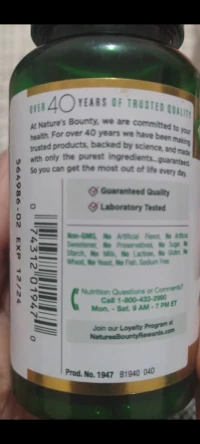 OVER 40 YEARS OF TRUSTED QUALITY
At Nature's Bounty, we are committed to your
health. For over 40 years we have been making
trusted products, backed by science, and made
with only the purest ingredients...guaranteed.
So you can get the most out of life every day.
Guaranteed Quality
Laboratory Tested
Non-GMO, No Artificial Flavor, No Artificial
Sweetener, No Preservatives, No Sugar, No
Starch, No Milk, No Lactose, No Gluten, No
Wheat, No Yeast, No Fish. Sodium Free.
Nutrition Questions or Comments?
Call 1-800-433-2990
Mon. - Sat. 9 AM - 7 PM ET
Join our Loyalty Program at
NaturesBountyRewards.com
Prod. No. 1947 B1940 04D
564986-02 EXP 12/24
0 74312 01947 0